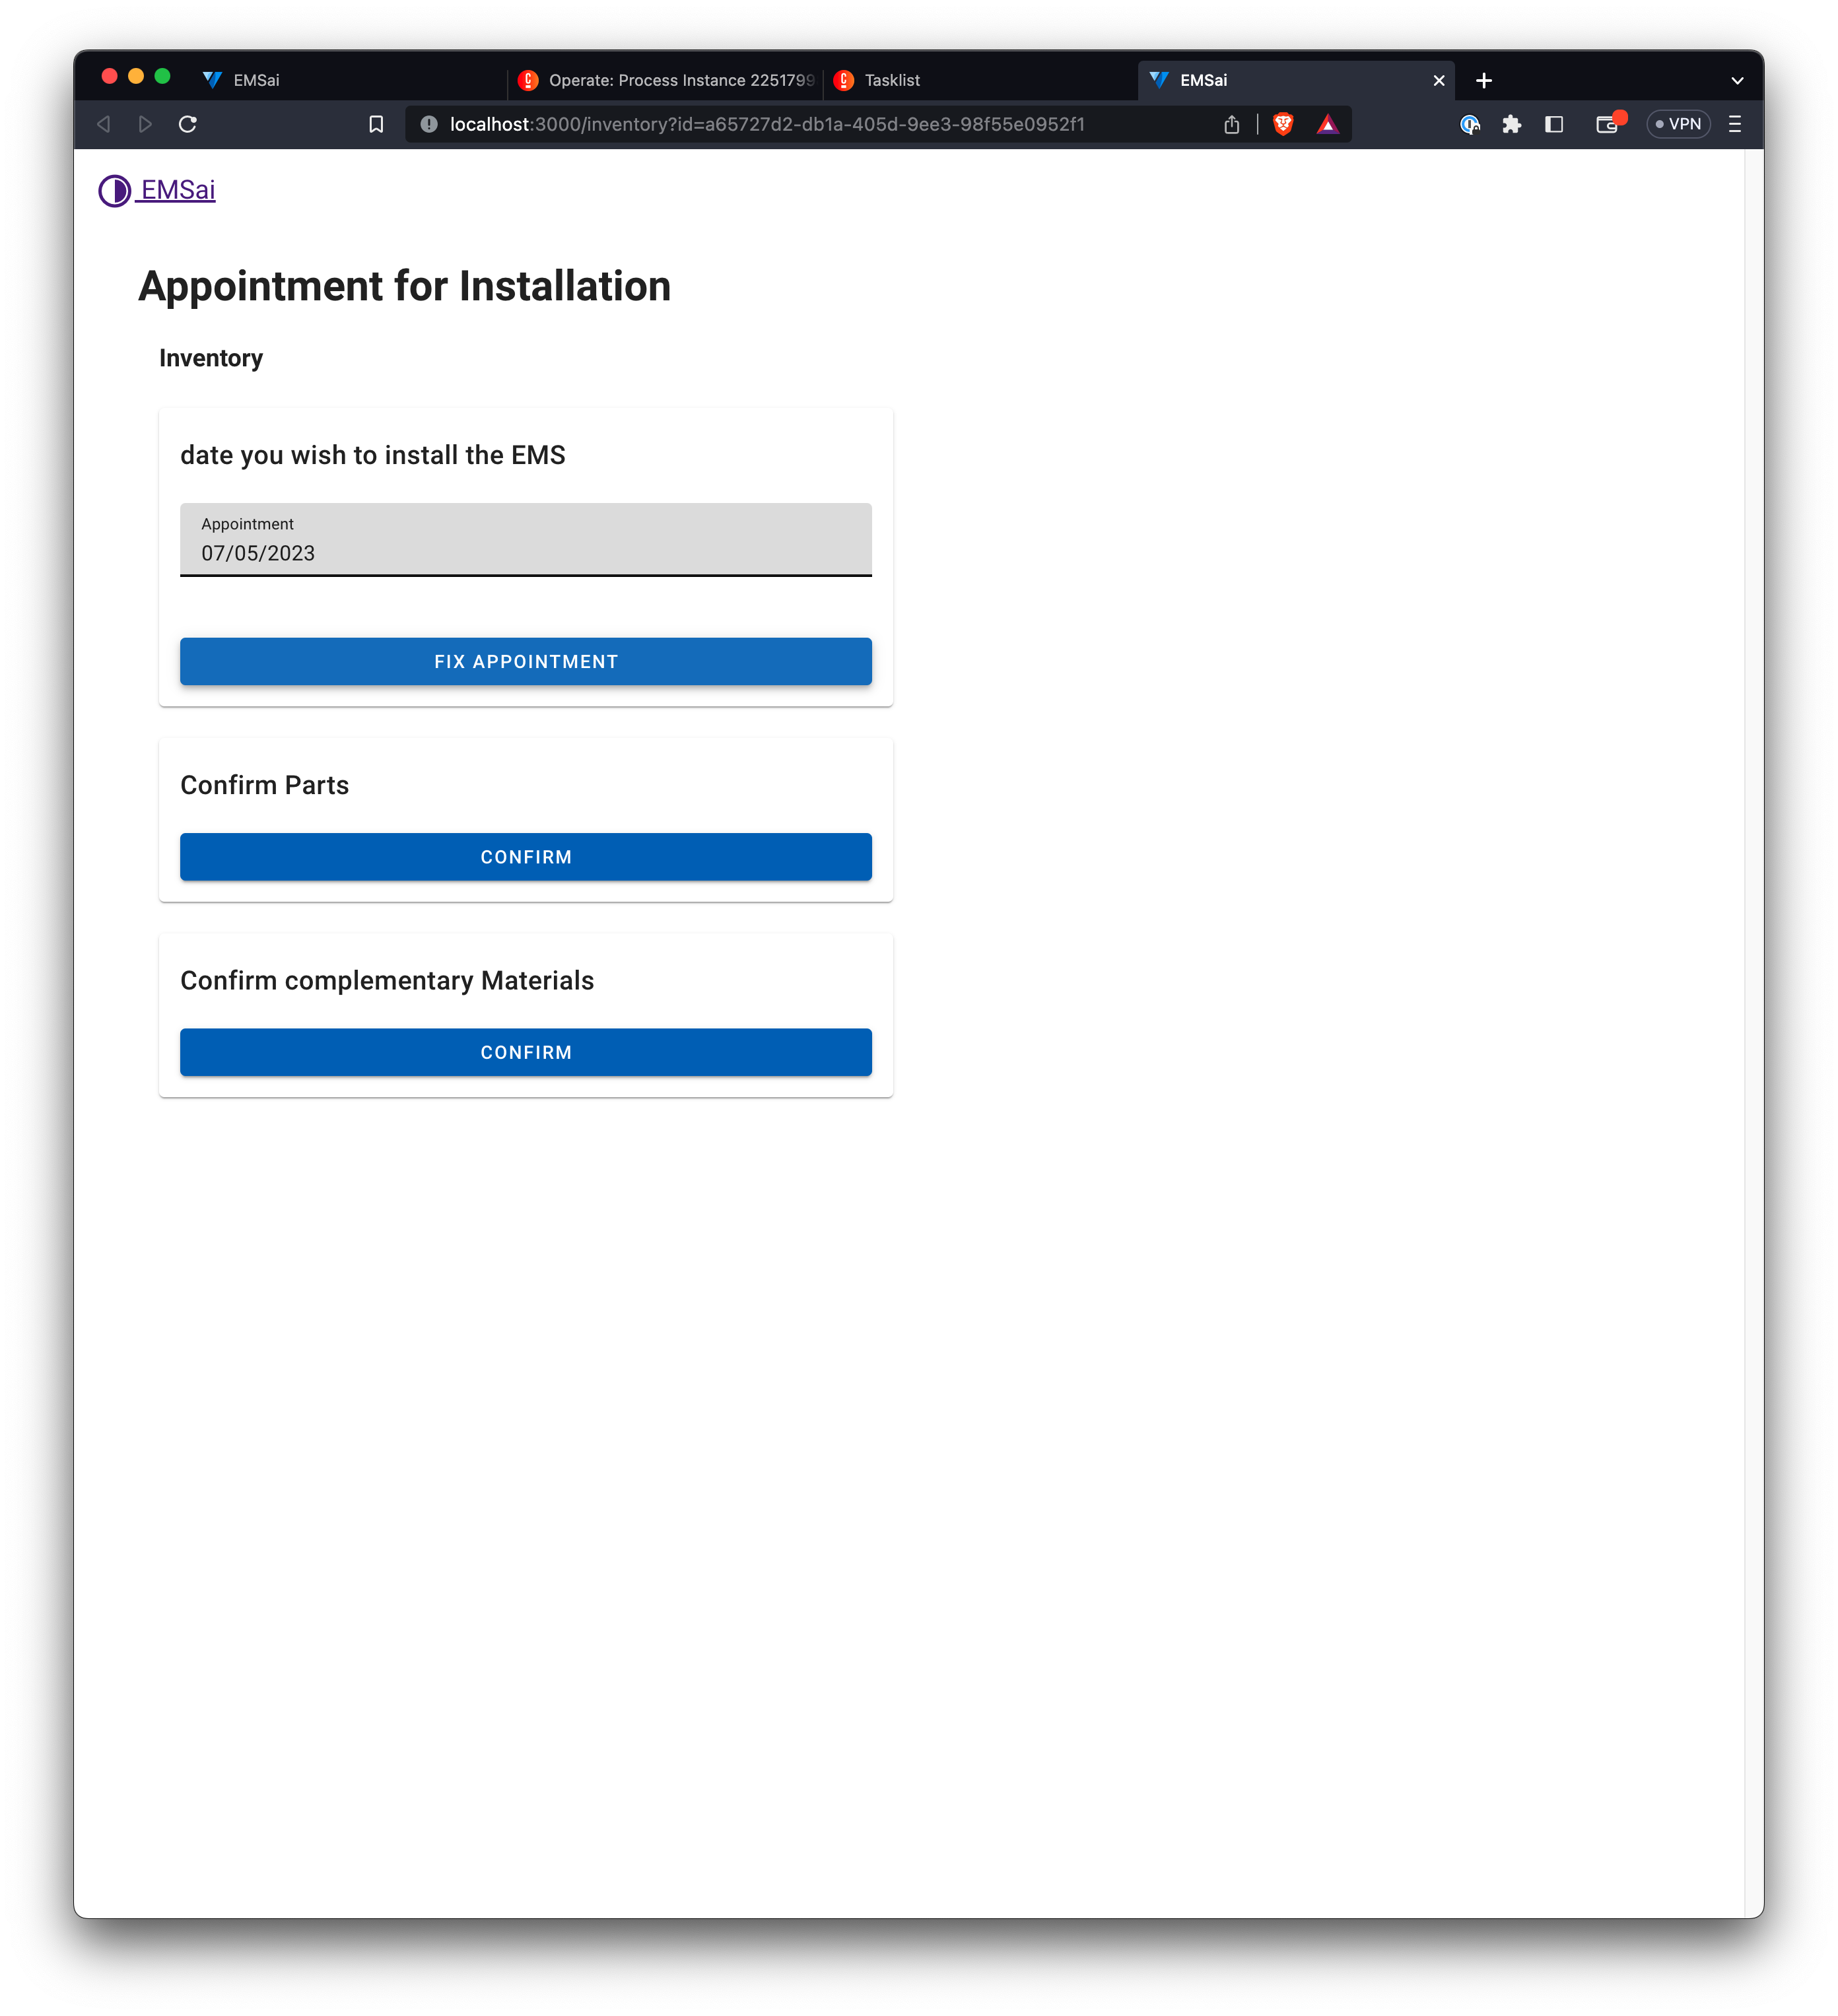 EMSai
Operate: Process Instance 2251799
Tasklist
EMSai
localhost:3000/inventory?id=a65727d2-db1a-405d-9ee3-98f55e0952f1
VPN
EMSai
Appointment for Installation
Inventory
date you wish to install the EMS
Appointment
07/05/2023
FIX APPOINTMENT
Confirm Parts
CONFIRM
Confirm complementary Materials
CONFIRM